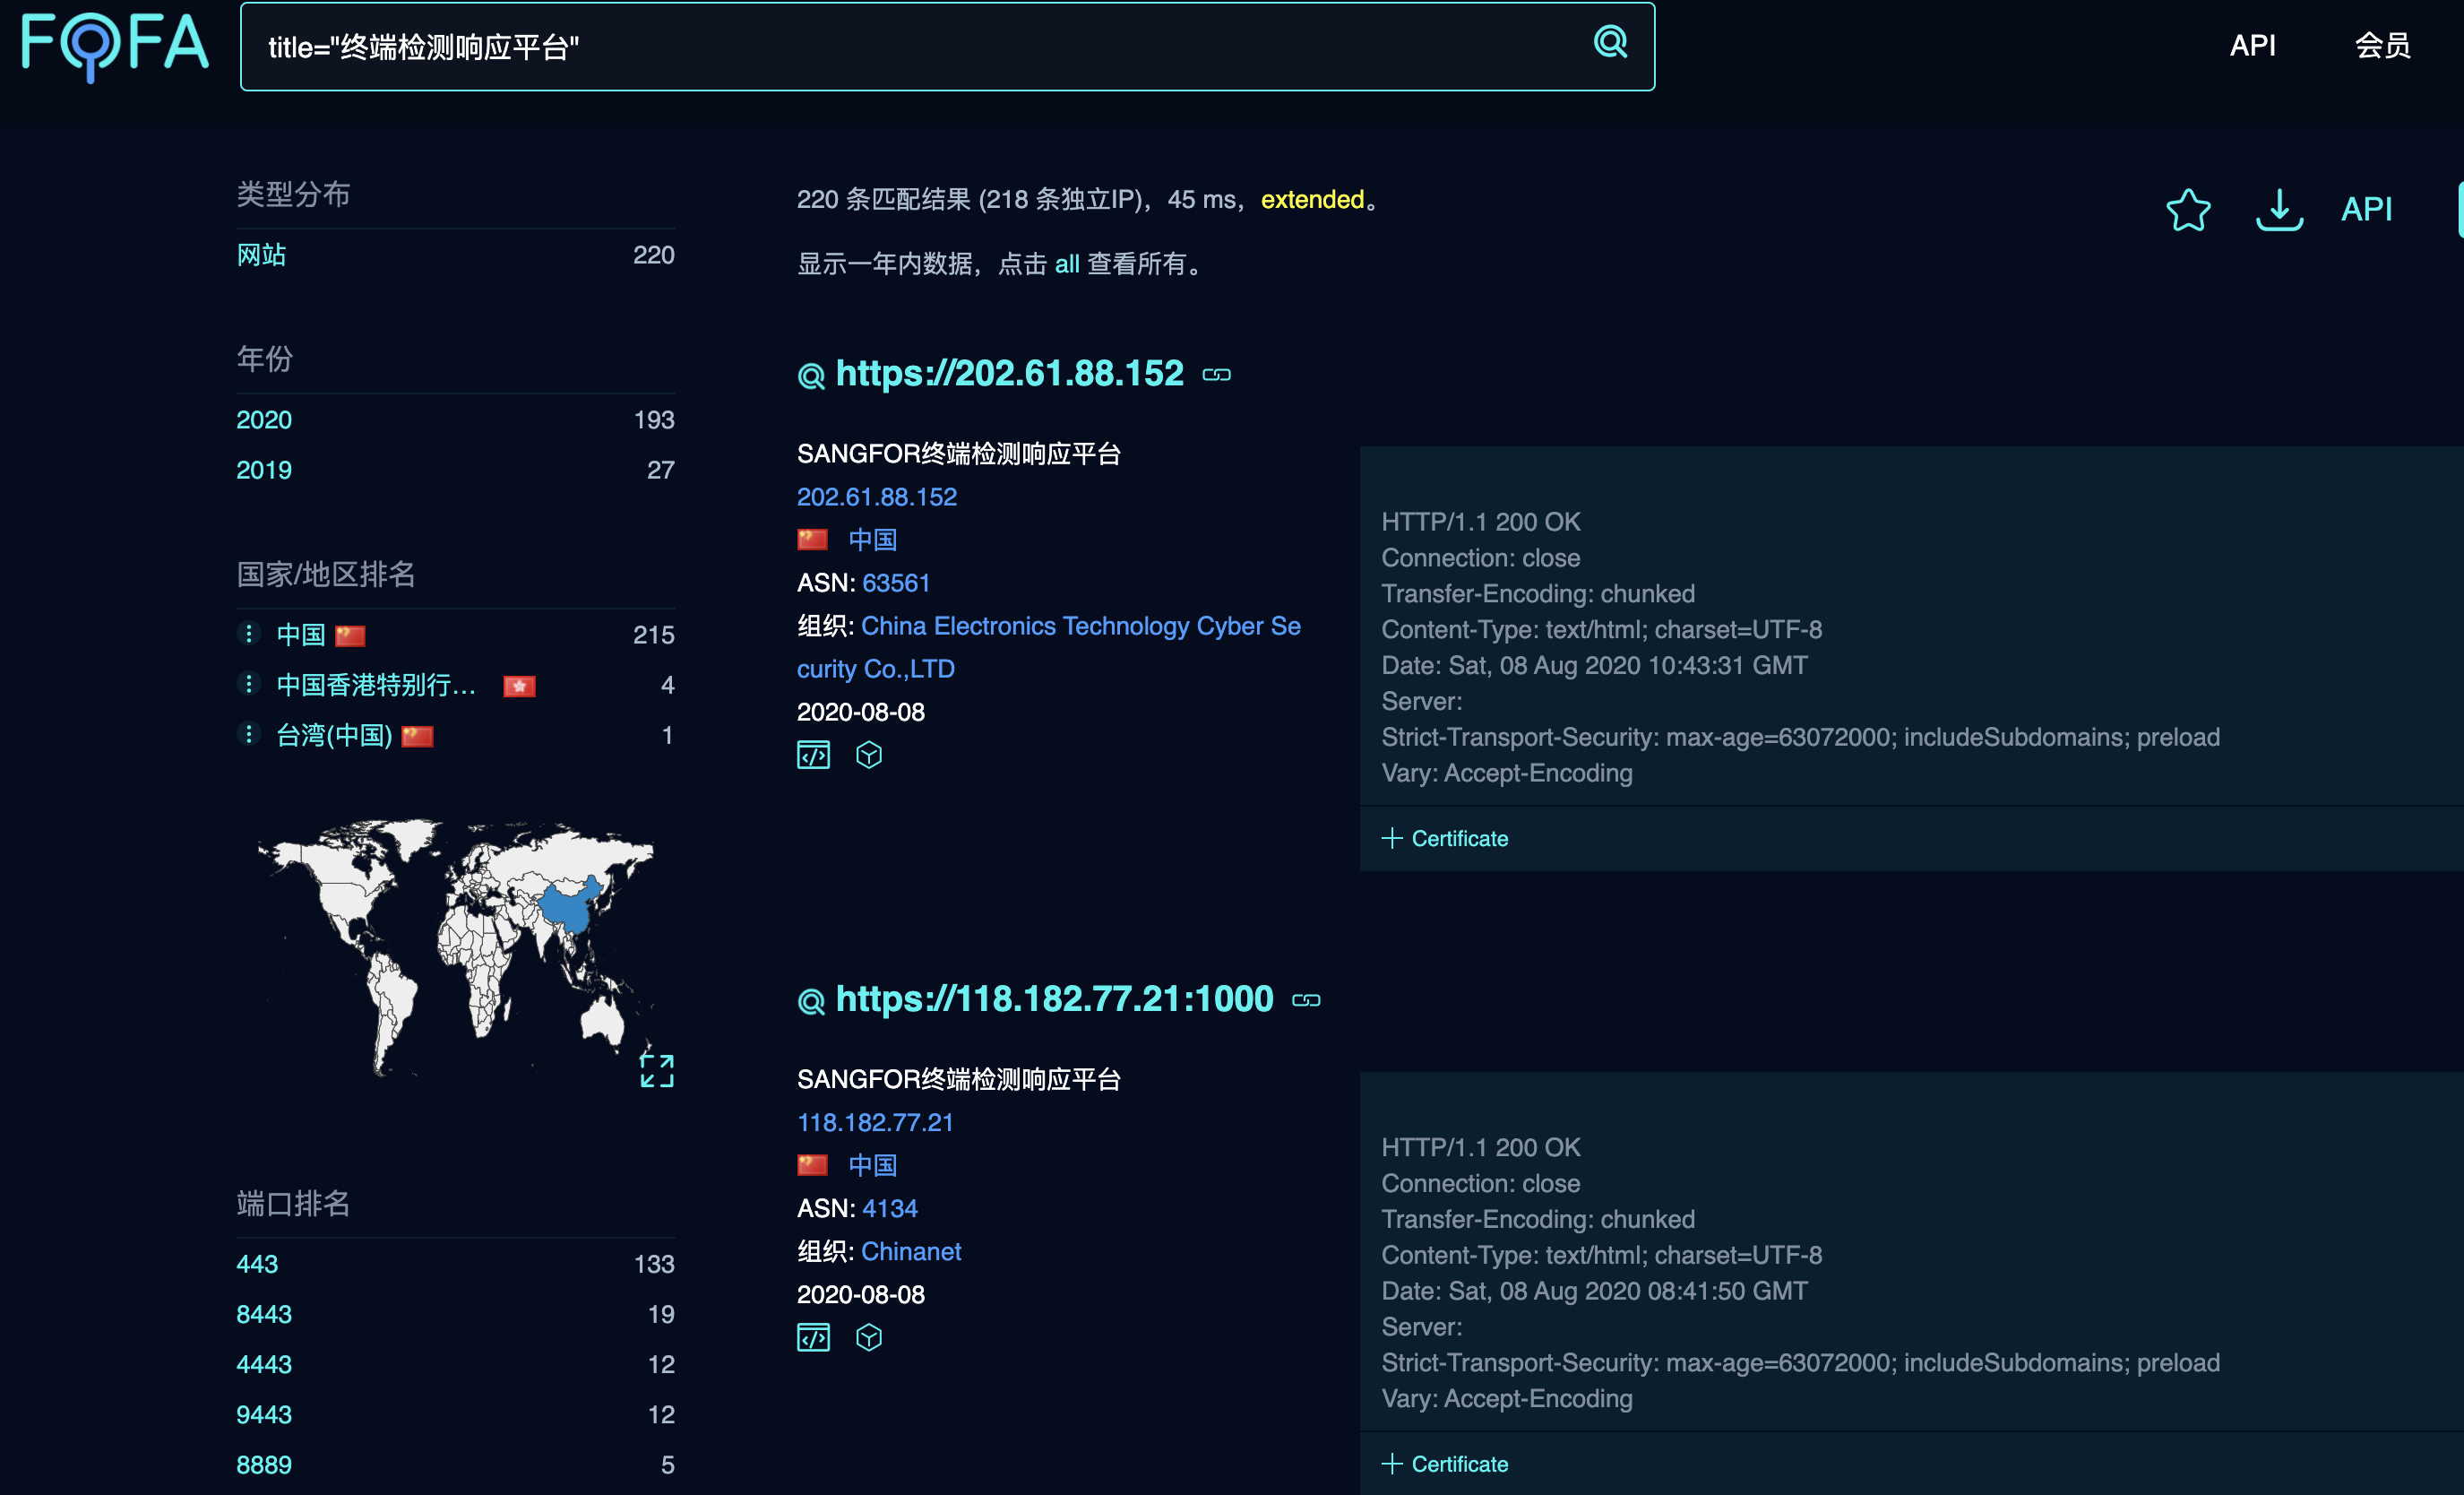 FOFA
title="终端检测响应平台"
API
会员
类型分布
网站 220
年份
2020 193
2019 27
国家/地区排名
中国 215
中国香港特别行... 4
台湾(中国) 1
端口排名
443 133
8443 19
4443 12
9443 12
8889 5
220 条匹配结果 (218 条独立IP)，45 ms，extended。
显示一年内数据，点击 all 查看所有。
API
https://202.61.88.152
SANGFOR终端检测响应平台
202.61.88.152
中国
ASN: 63561
组织: China Electronics Technology Cyber Se
curity Co.,LTD
2020-08-08
HTTP/1.1 200 OK
Connection: close
Transfer-Encoding: chunked
Content-Type: text/html; charset=UTF-8
Date: Sat, 08 Aug 2020 10:43:31 GMT
Server:
Strict-Transport-Security: max-age=63072000; includeSubdomains; preload
Vary: Accept-Encoding
Certificate
https://118.182.77.21:1000
SANGFOR终端检测响应平台
118.182.77.21
中国
ASN: 4134
组织: Chinanet
2020-08-08
HTTP/1.1 200 OK
Connection: close
Transfer-Encoding: chunked
Content-Type: text/html; charset=UTF-8
Date: Sat, 08 Aug 2020 08:41:50 GMT
Server:
Strict-Transport-Security: max-age=63072000; includeSubdomains; preload
Vary: Accept-Encoding
Certificate